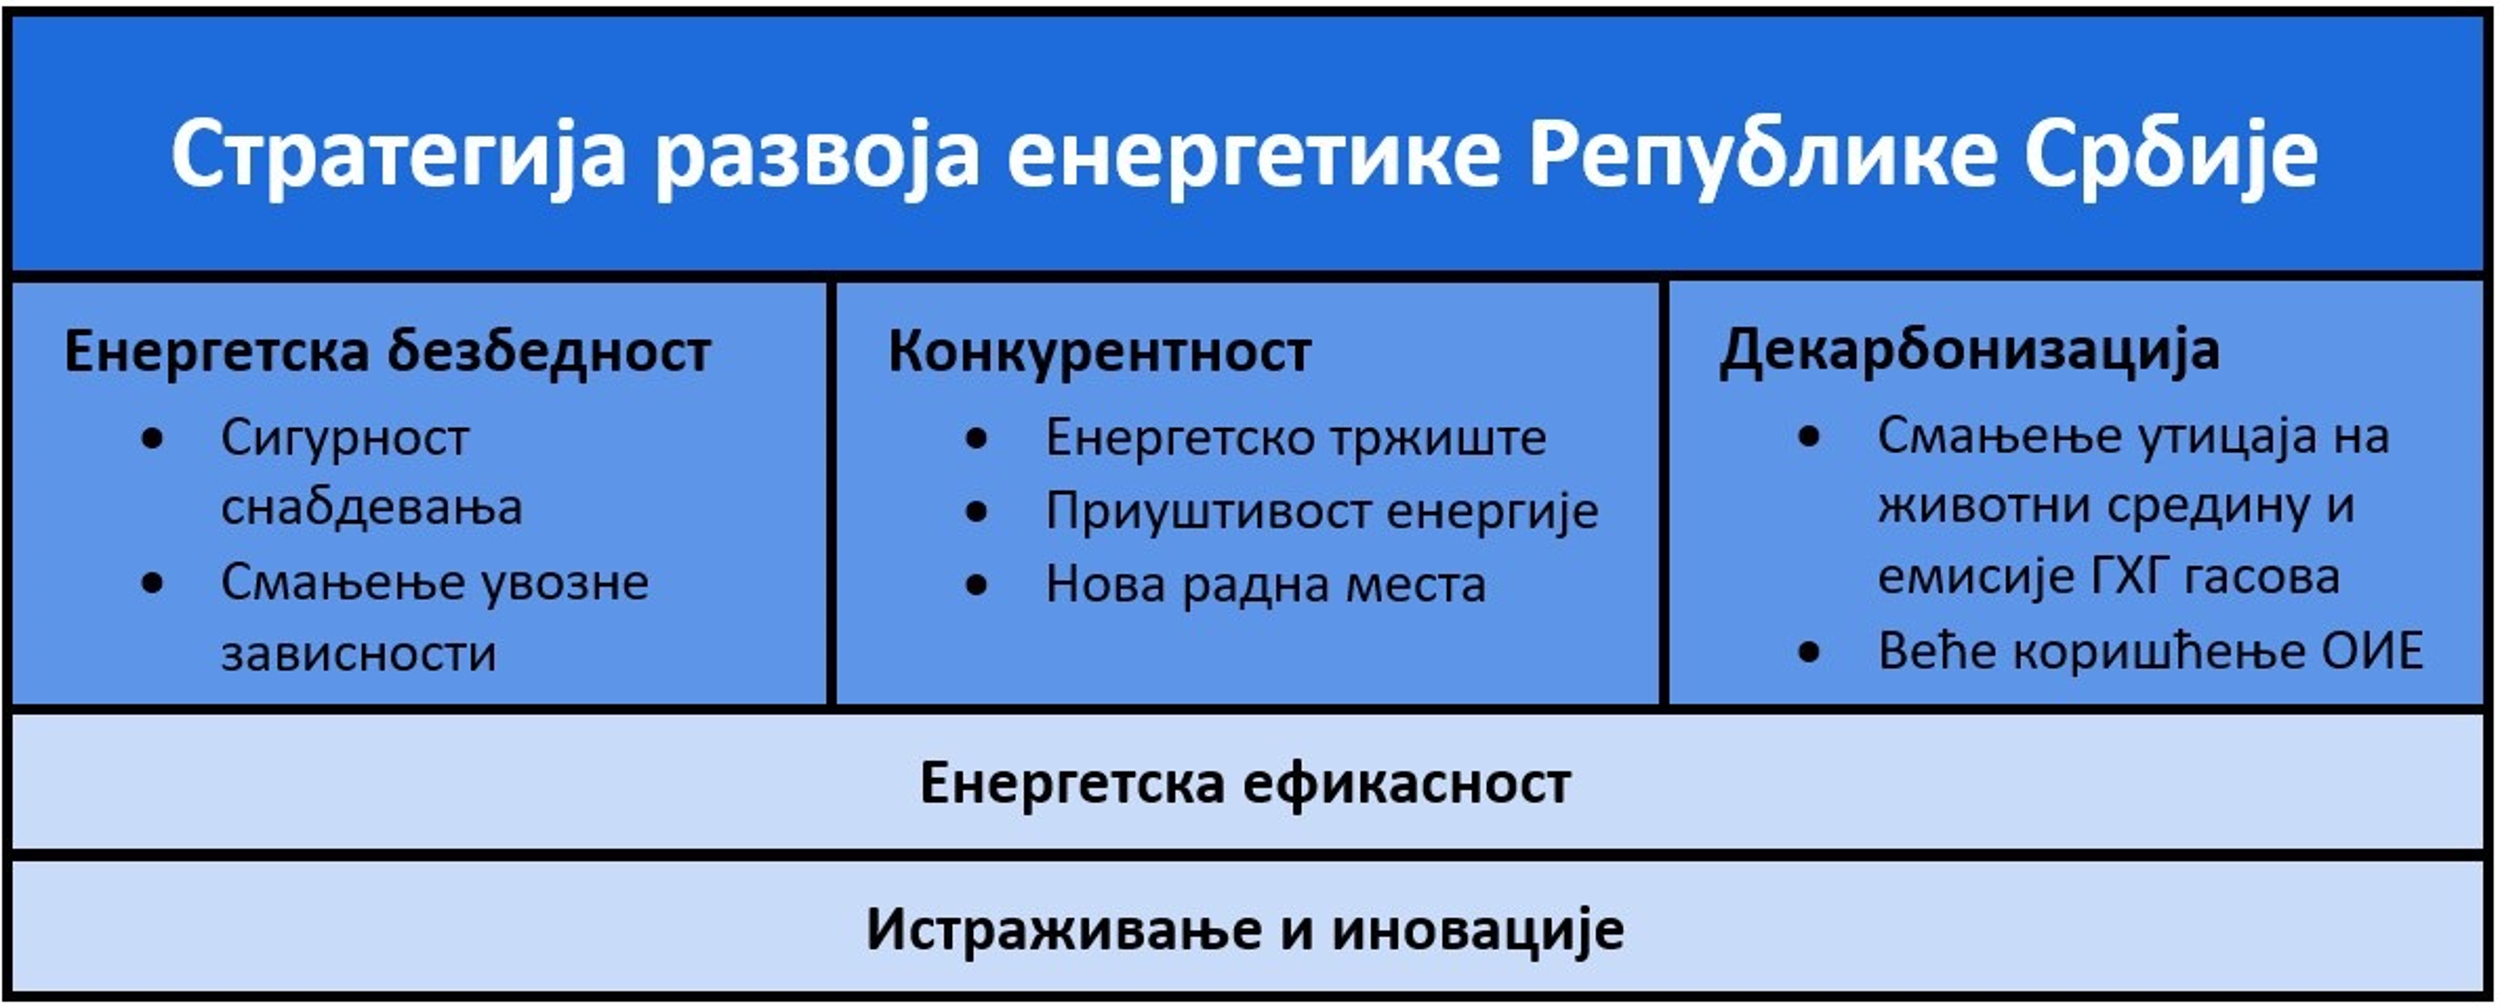 Стратегија развоја енергетике Републике Србије
Енергетска безбедност
• Сигурност
снабдевања
• Смањење увозне
зависности
Конкурентност
• Енергетско тржиште
• Приуштивост енергије
• Нова радна места
Декарбонизација
• Смањење утицаја на
животни средину и
емисије ГХГ гасова
• Веће коришћење ОИЕ
Енергетска ефикасност
Истраживање и иновације